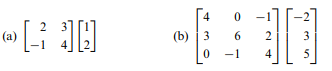 (a) [2 3; -1 4] [1; 2]
(b) [4 0 -1; 3 6 2; 0 -1 4] [-2; 3; 5]